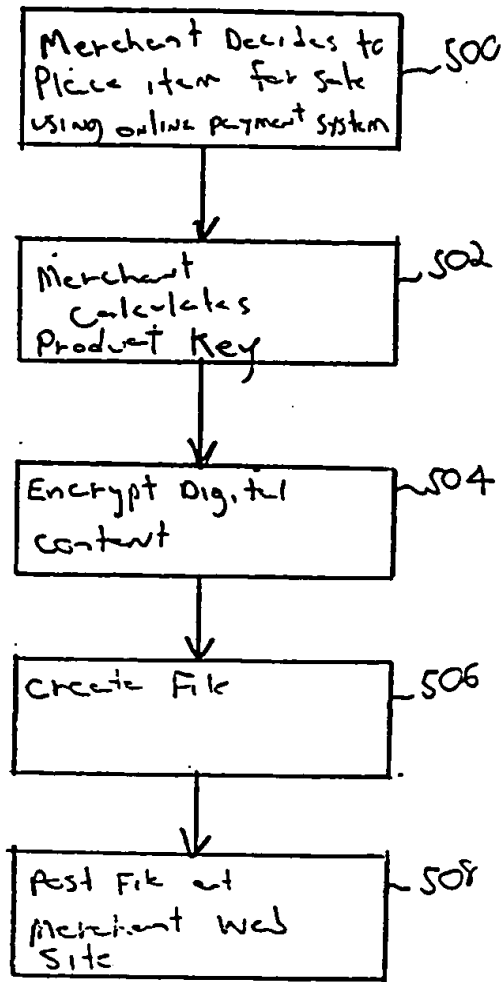 Merchant Decides to
Place item for sale
using online payment system
500
Merchant
calculates
Product Key
502
Encrypt Digital
content
504
Create File
506
Post File at
Merchant Web
Site
508